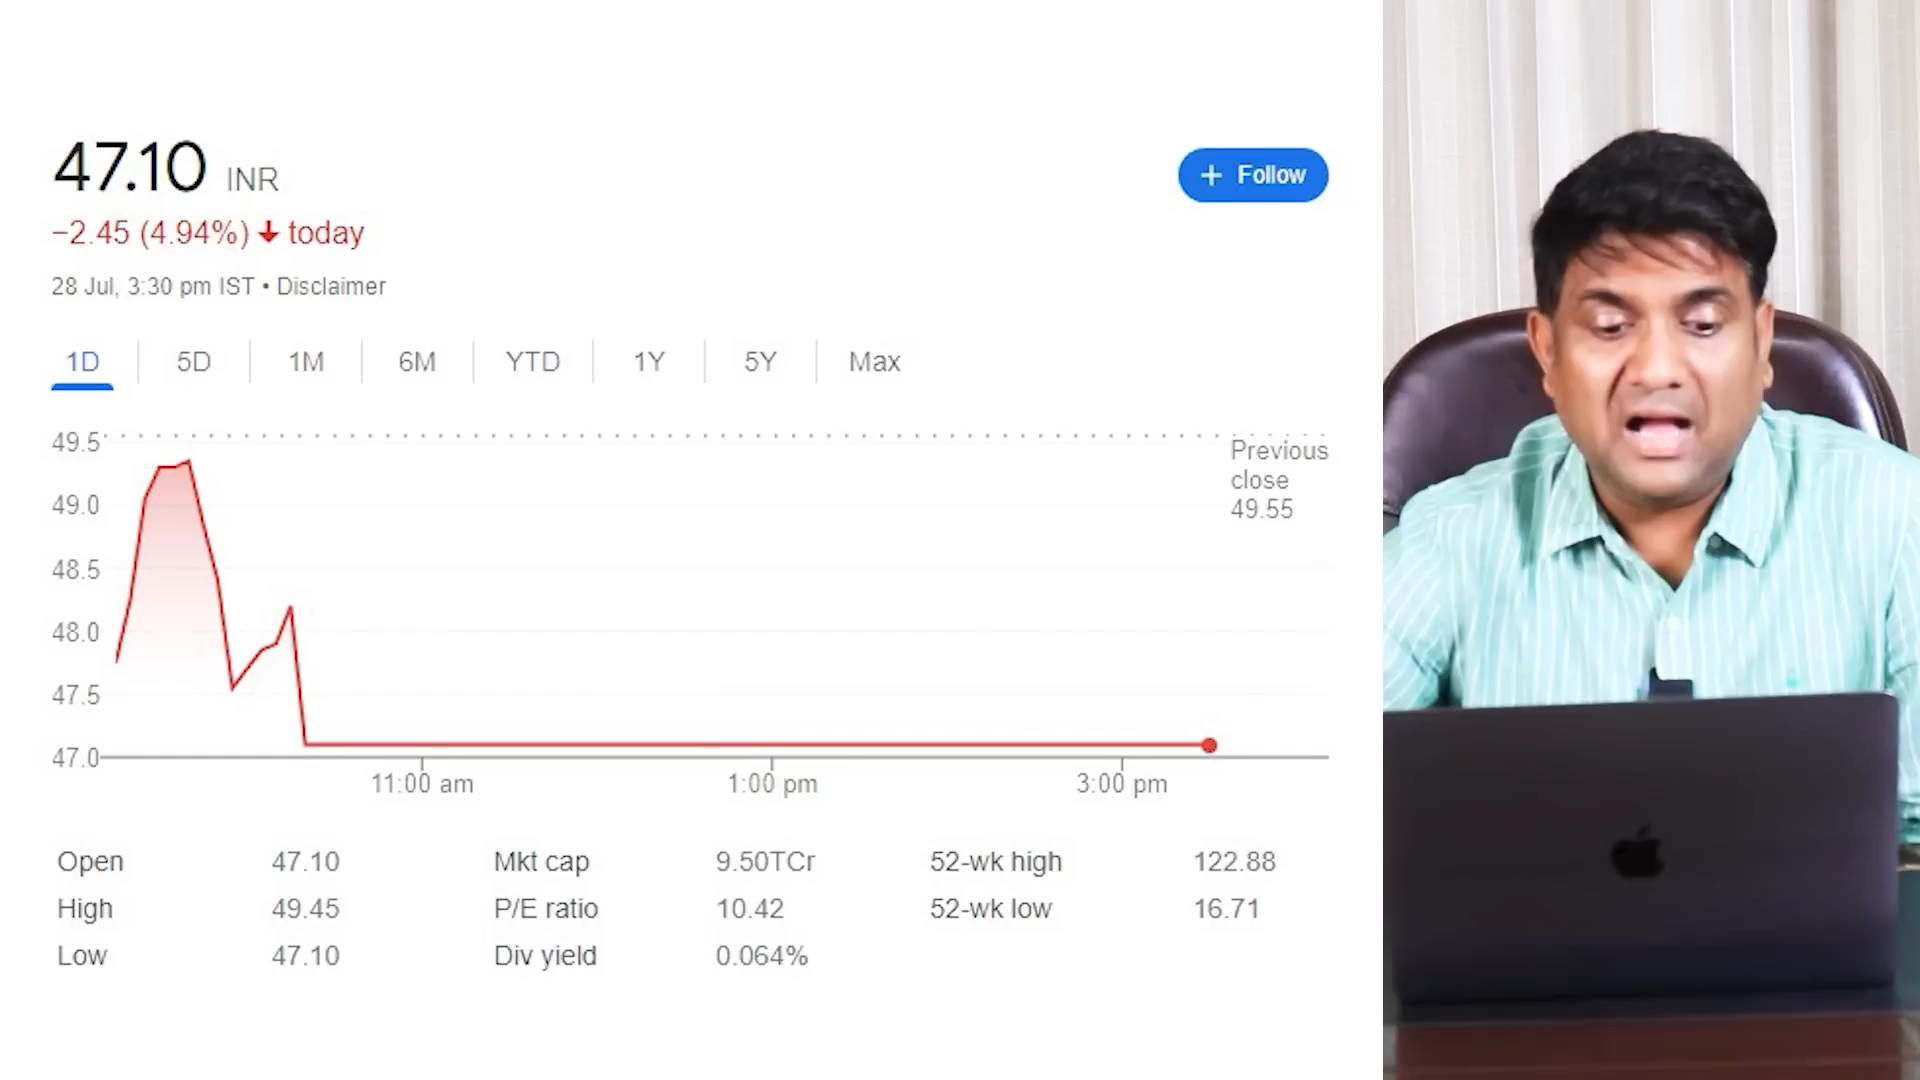 47.10 INR
+ Follow
−2.45 (4.94%) ↓ today
28 Jul, 3:30 pm IST • Disclaimer
1D 5D 1M 6M YTD 1Y 5Y Max
49.5
49.0
48.5
48.0
47.5
47.0
Previous
close
49.55
11:00 am 1:00 pm 3:00 pm
Open 47.10 Mkt cap 9.50TCr 52-wk high 122.88
High 49.45 P/E ratio 10.42 52-wk low 16.71
Low 47.10 Div yield 0.064%